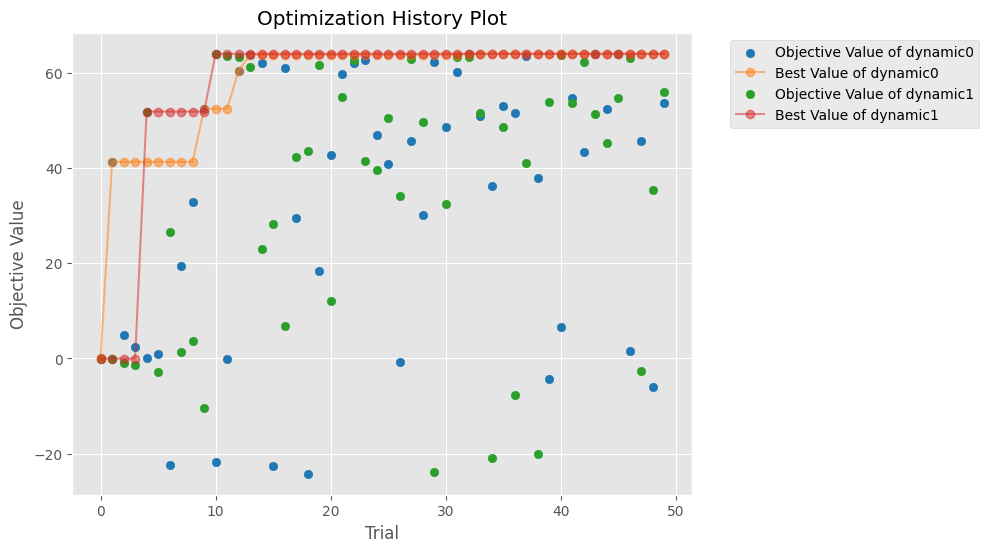 Optimization History Plot
Objective Value
60
40
20
0
−20
0
10
20
30
40
50
Trial
Objective Value of dynamic0
Best Value of dynamic0
Objective Value of dynamic1
Best Value of dynamic1